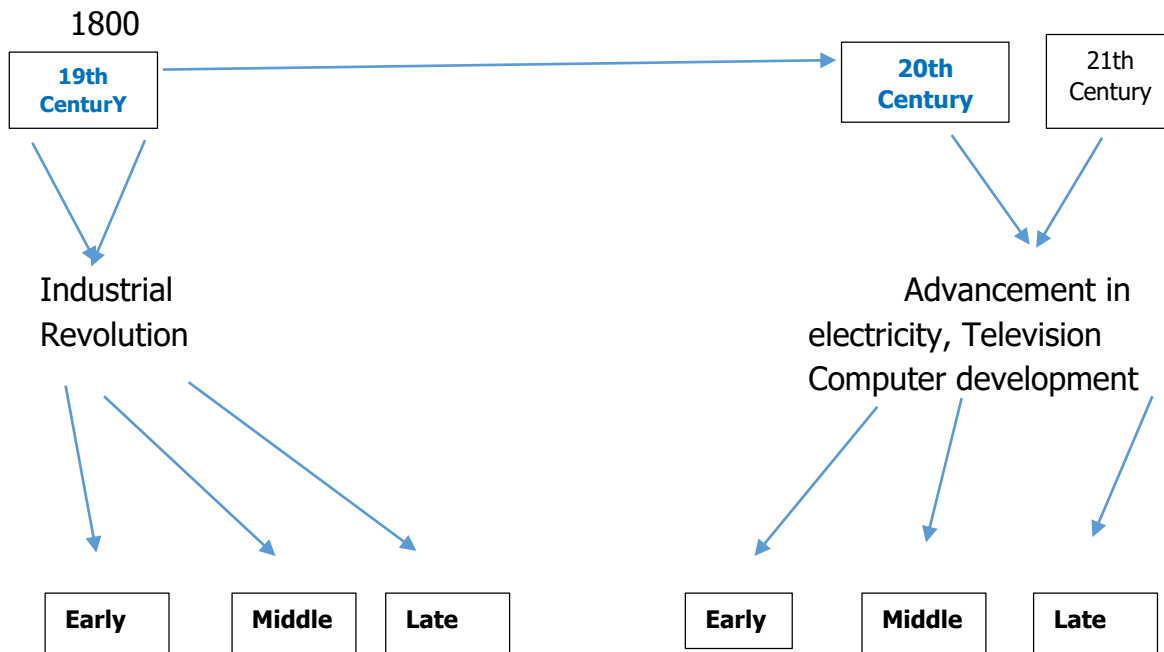 1800
19th
CenturY
20th
Century
21th
Century
Industrial
Revolution
Advancement in
electricity, Television
Computer development
Early
Middle
Late
Early
Middle
Late